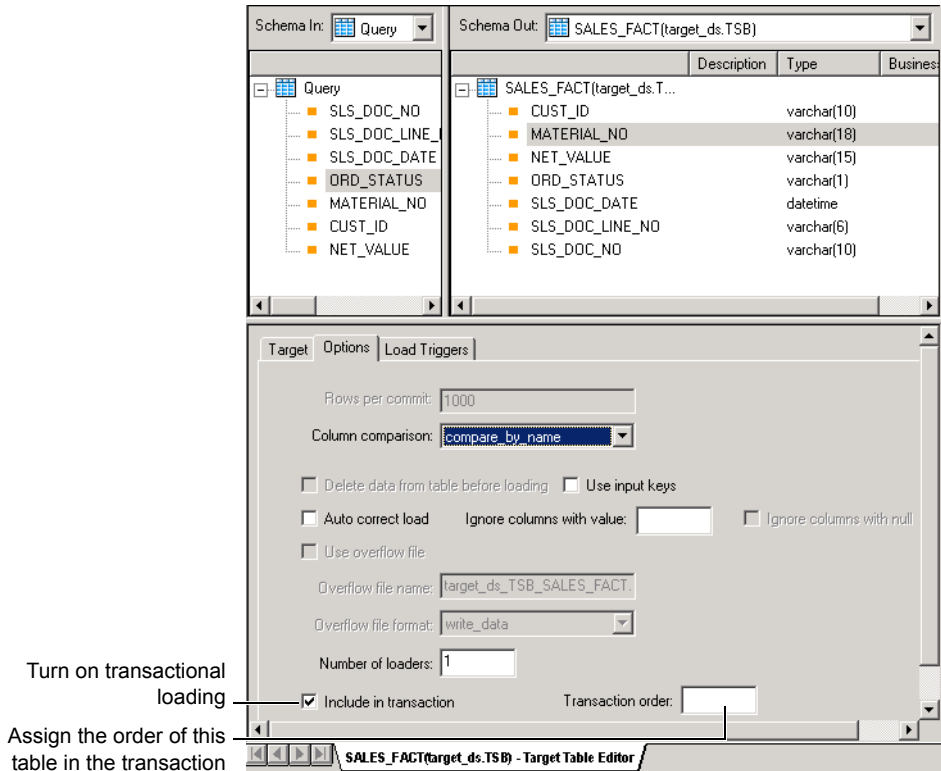 Schema In: Query
Schema Out: SALES_FACT(target_ds.TSB)
Description Type Busines
Query
SLS_DOC_NO
SLS_DOC_LINE_
SLS_DOC_DATE
ORD_STATUS
MATERIAL_NO
CUST_ID
NET_VALUE
SALES_FACT(target_ds.T...
CUST_ID varchar(10)
MATERIAL_NO varchar(18)
NET_VALUE varchar(15)
ORD_STATUS varchar(1)
SLS_DOC_DATE datetime
SLS_DOC_LINE_NO varchar(6)
SLS_DOC_NO varchar(10)
Target Options Load Triggers
Rows per commit: 1000
Column comparison: compare_by_name
Delete data from table before loading Use input keys
Auto correct load Ignore columns with value: Ignore columns with null
Use overflow file
Overflow file name: target_ds_TSB_SALES_FACT.
Overflow file format: write_data
Number of loaders: 1
Include in transaction Transaction order:
SALES_FACT(target_ds.TSB) - Target Table Editor
Turn on transactional
loading
Assign the order of this
table in the transaction